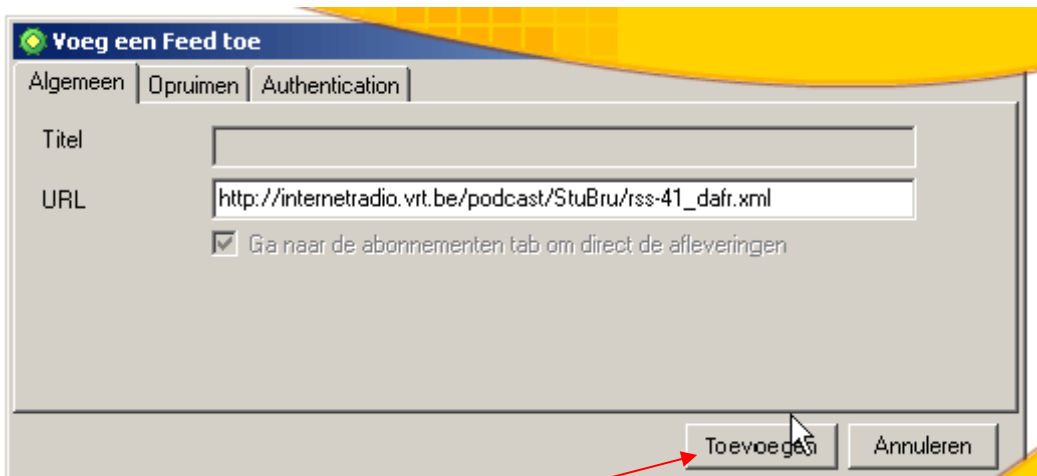 Voeg een Feed toe
Algemeen Opruimen Authentication
Titel
URL http://internetradio.vrt.be/podcast/StuBru/rss-41_dafr.xml
Ga naar de abonnementen tab om direct de afleveringen
Toevoegen Annuleren